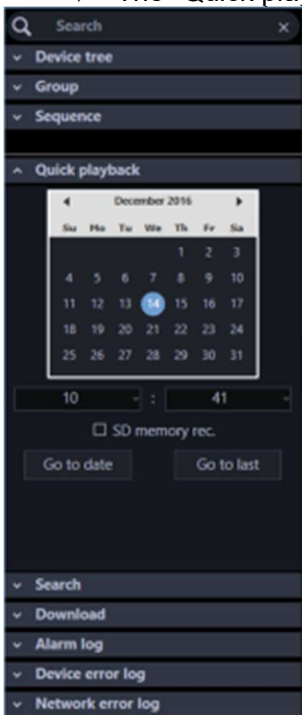 The "Quick pla
Search ×
Device tree
Group
Sequence
Quick playback
December 2016
Su Mo Tu We Th Fr Sa
1 2 3
4 5 6 7 8 9 10
11 12 13 14 15 16 17
18 19 20 21 22 23 24
25 26 27 28 29 30 31
10 : 41
SD memory rec.
Go to date Go to last
Search
Download
Alarm log
Device error log
Network error log